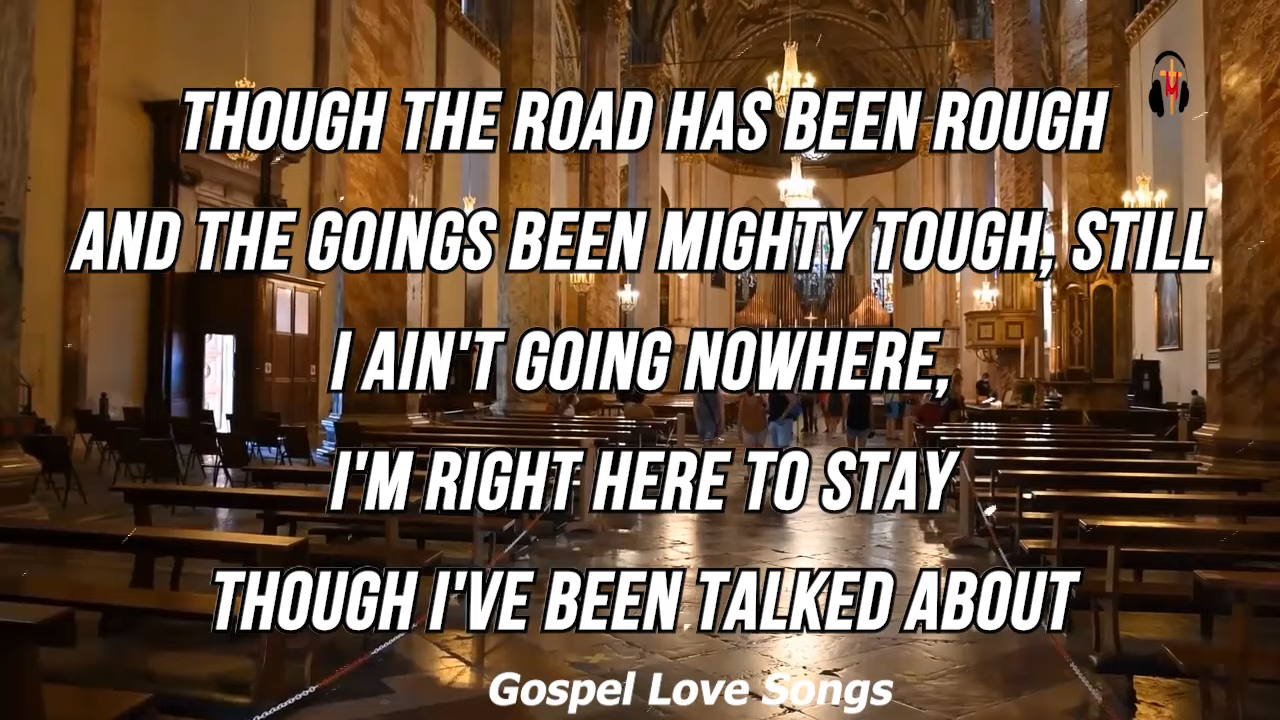 THOUGH THE ROAD HAS BEEN ROUGH
AND THE GOINGS BEEN MIGHTY TOUGH, STILL
I AIN'T GOING NOWHERE,
I'M RIGHT HERE TO STAY
THOUGH I'VE BEEN TALKED ABOUT
Gospel Love Songs